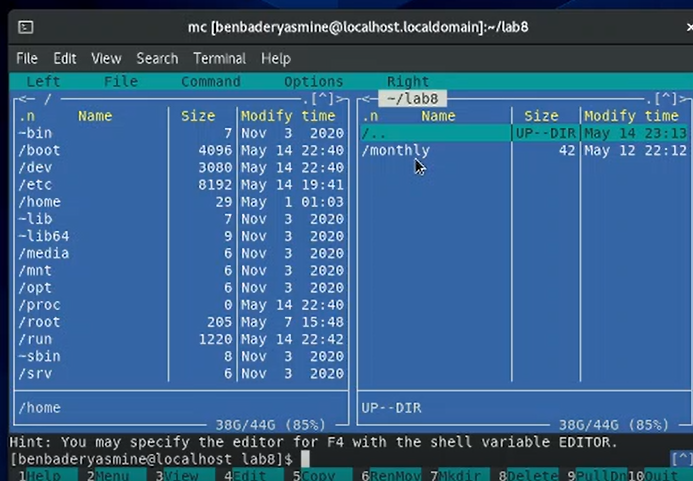 mc [benbaderyasmine@localhost.localdomain]:~/lab8
File Edit View Search Terminal Help
Left File Command Options Right
<- / .[^]>
.n Name Size Modify time
~bin 7 Nov 3 2020
/boot 4096 May 14 22:40
/dev 3080 May 14 22:40
/etc 8192 May 14 19:41
/home 29 May 1 01:03
~lib 7 Nov 3 2020
~lib64 9 Nov 3 2020
/media 6 Nov 3 2020
/mnt 6 Nov 3 2020
/opt 6 Nov 3 2020
/proc 0 May 14 22:40
/root 205 May 7 15:48
/run 1220 May 14 22:42
~sbin 8 Nov 3 2020
/srv 6 Nov 3 2020
/home
38G/44G (85%)
<- ~/lab8 .[^]>
.n Name Size Modify time
/.. UP--DIR May 14 23:13
/monthly 42 May 12 22:12
UP--DIR
38G/44G (85%)
Hint: You may specify the editor for F4 with the shell variable EDITOR.
[benbaderyasmine@localhost lab8]$ [^]
1Help 2Menu 3View 4Edit 5Copy 6RenMov 7Mkdir 8Delete 9PullDn 10Quit